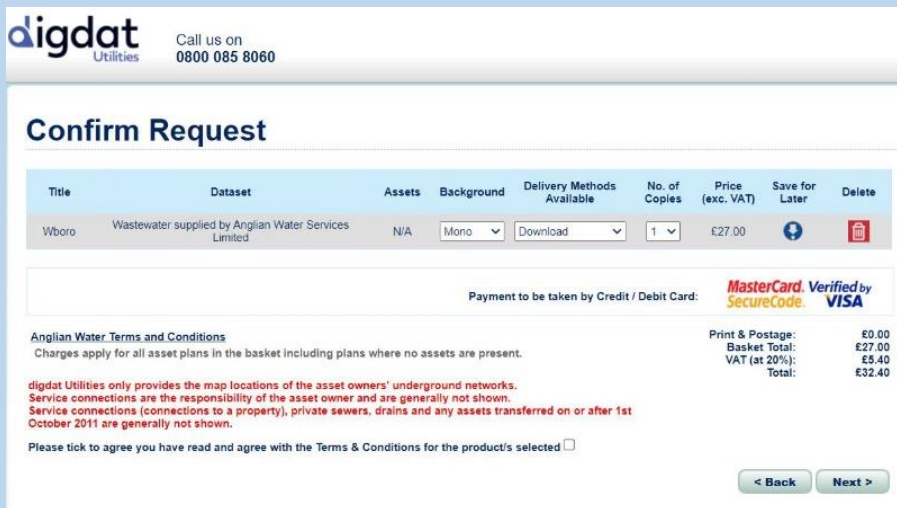 digdat
Utilities
Call us on
0800 085 8060
Confirm Request
Title Dataset Assets Background Delivery Methods Available No. of Copies Price (exc. VAT) Save for Later Delete
Wboro Wastewater supplied by Anglian Water Services Limited N/A Mono Download 1 £27.00
Payment to be taken by Credit / Debit Card: MasterCard. SecureCode. Verified by VISA
Anglian Water Terms and Conditions
Charges apply for all asset plans in the basket including plans where no assets are present.
Print & Postage: £0.00
Basket Total: £27.00
VAT (at 20%): £5.40
Total: £32.40
digdat Utilities only provides the map locations of the asset owners' underground networks.
Service connections are the responsibility of the asset owner and are generally not shown.
Service connections (connections to a property), private sewers, drains and any assets transferred on or after 1st
October 2011 are generally not shown.
Please tick to agree you have read and agree with the Terms & Conditions for the product/s selected
< Back Next >